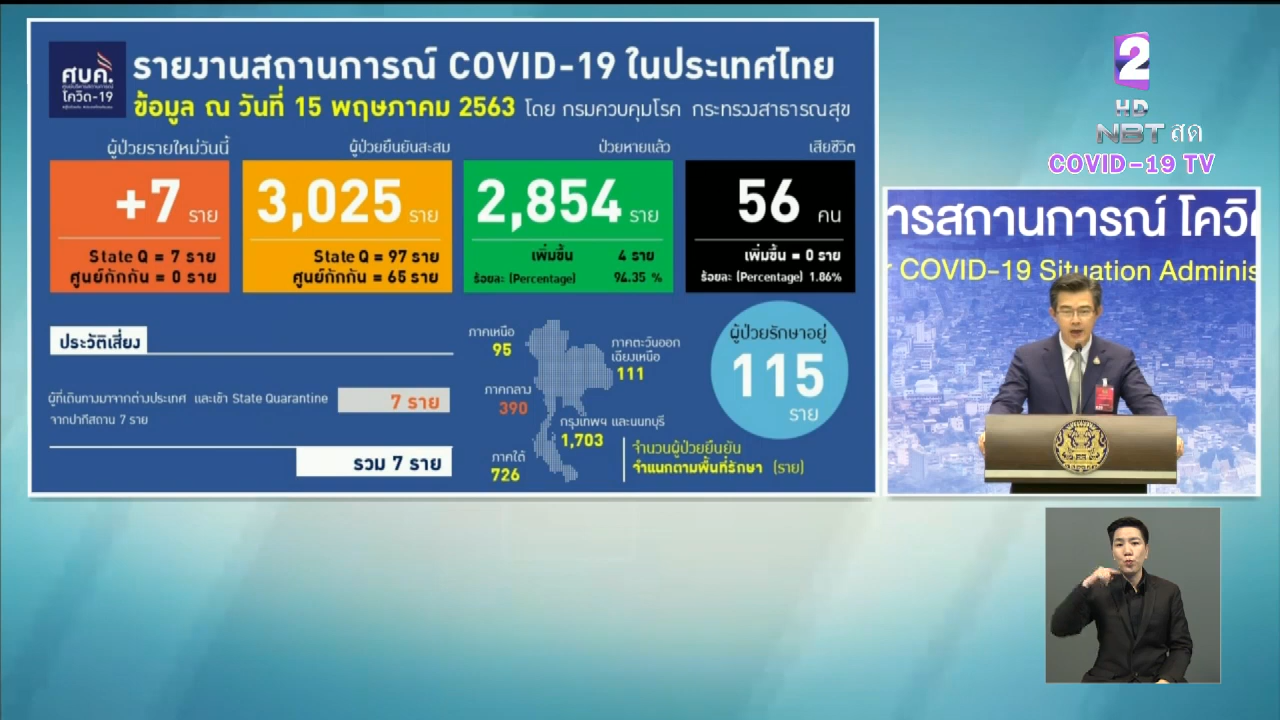 ศบค.
โควิด-19
รายงานสถานการณ์ COVID-19 ในประเทศไทย
ข้อมูล ณ วันที่ 15 พฤษภาคม 2563 โดย กรมควบคุมโรค กระทรวงสาธารณสุข
ผู้ป่วยรายใหม่วันนี้
+7 ราย
State Q = 7 ราย
ศูนย์กักกัน = 0 ราย
ผู้ป่วยยืนยันสะสม
3,025 ราย
State Q = 97 ราย
ศูนย์กักกัน = 65 ราย
ป่วยหายแล้ว
2,854 ราย
เพิ่มขึ้น 4 ราย
ร้อยละ (Percentage) 94.35 %
เสียชีวิต
56 คน
เพิ่มขึ้น = 0 ราย
ร้อยละ (Percentage) 1.86%
ประวัติเสี่ยง
ผู้ที่เดินทางมาจากต่างประเทศ และเข้า State Quarantine 7 ราย
จากปากีสถาน 7 ราย
รวม 7 ราย
ภาคเหนือ
95
ภาคตะวันออก
เฉียงเหนือ
111
ภาคกลาง
390
กรุงเทพฯ และนนทบุรี
1,703
ภาคใต้
726
จำนวนผู้ป่วยยืนยัน
จำแนกตามพื้นที่รักษา (ราย)
ผู้ป่วยรักษาอยู่
115
ราย
2
HD
NBT สด
COVID-19 TV
ารสถานการณ์ โควิ
COVID-19 Situation Adminis